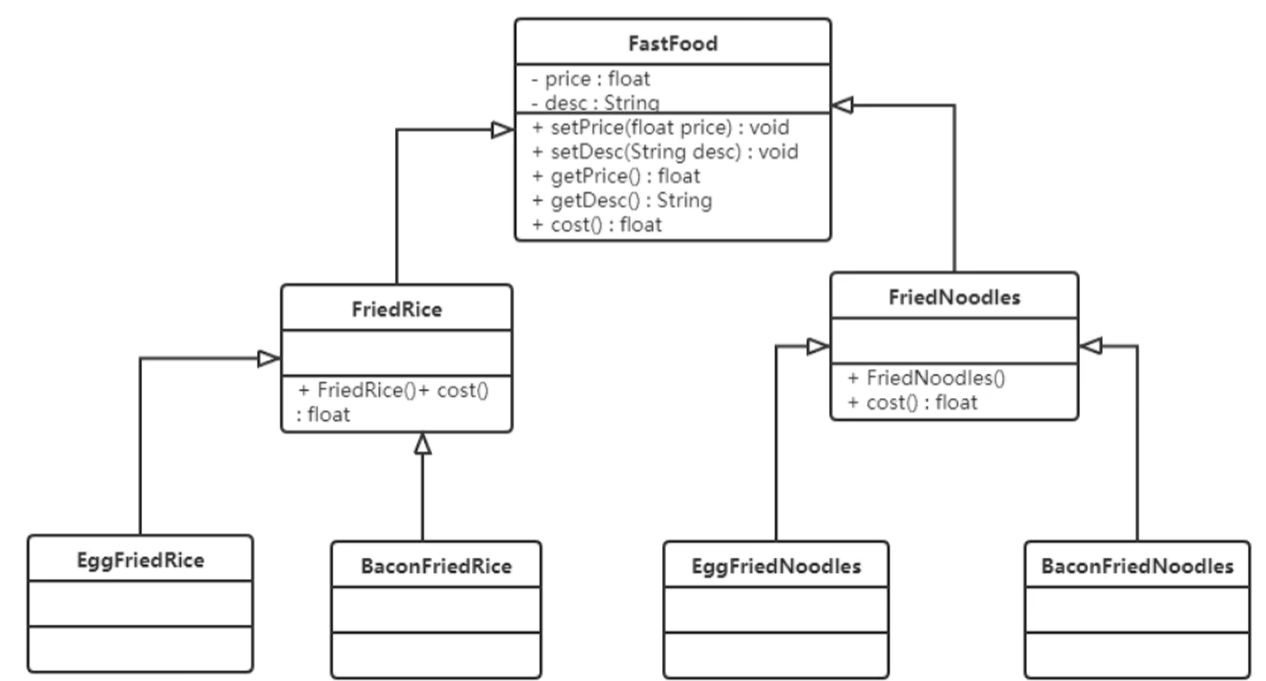 FastFood
- price : float
- desc : String
+ setPrice(float price) : void
+ setDesc(String desc) : void
+ getPrice() : float
+ getDesc() : String
+ cost() : float
FriedRice
+ FriedRice()+ cost()
: float
FriedNoodles
+ FriedNoodles()
+ cost() : float
EggFriedRice
BaconFriedRice
EggFriedNoodles
BaconFriedNoodles